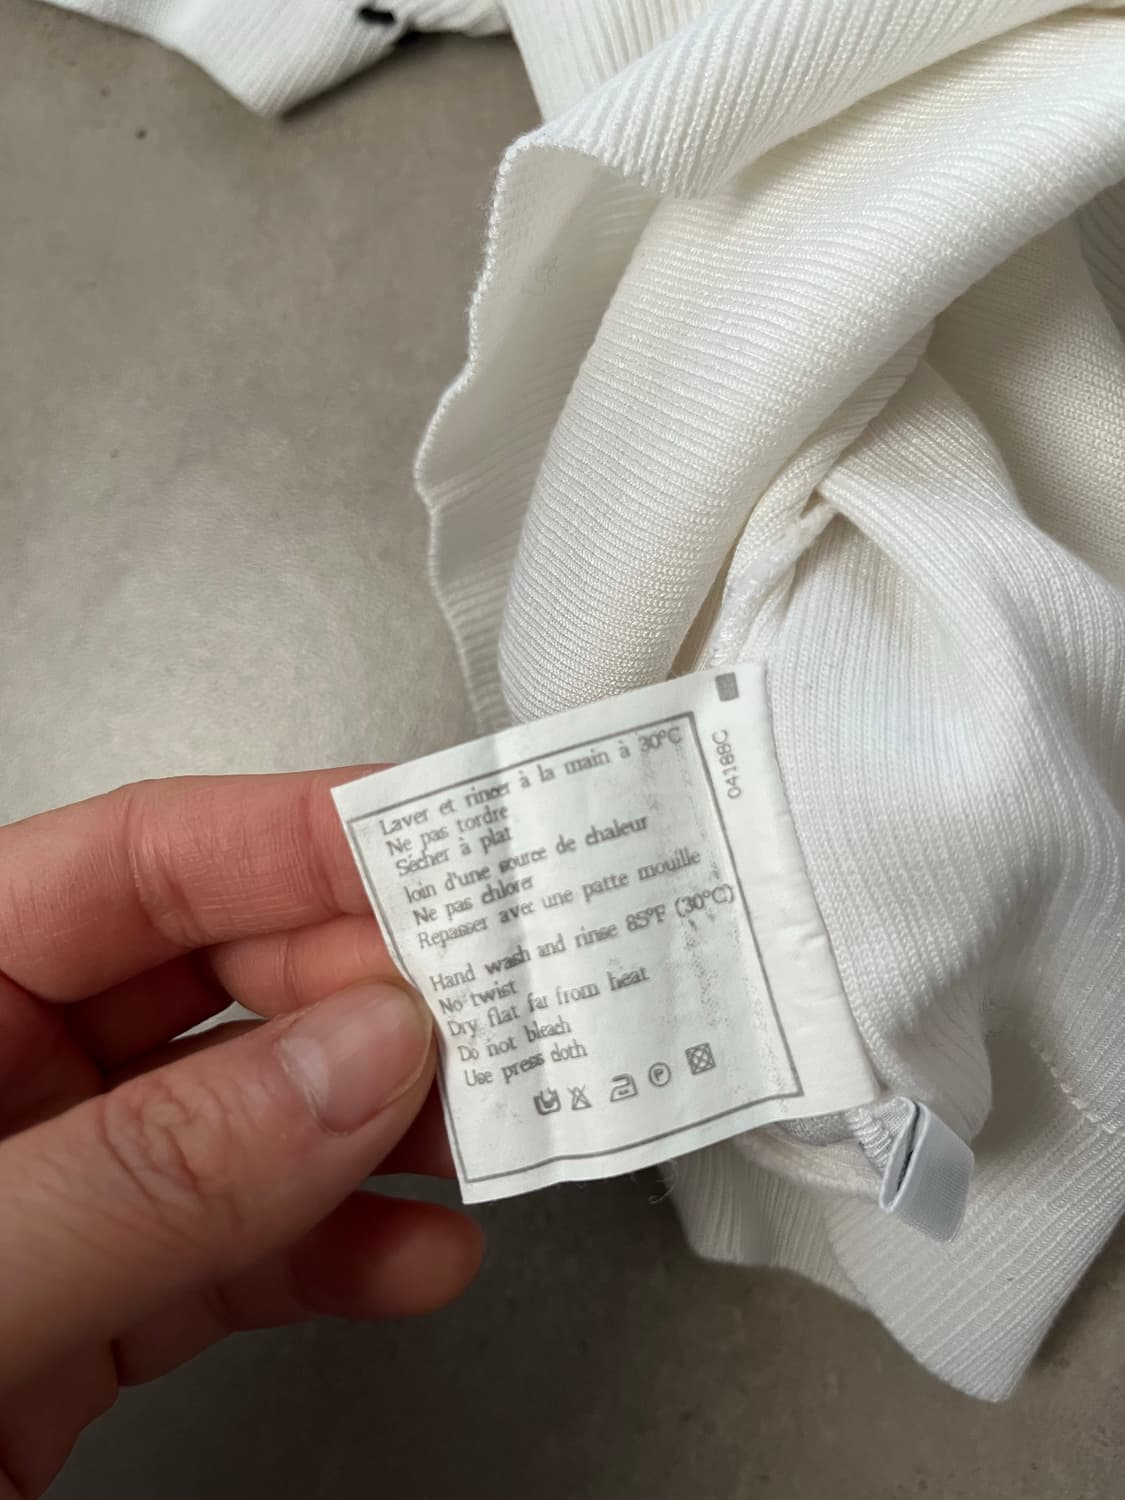 Laver et rincer à la main à 30°C
Ne pas tordre
Sécher à plat
loin d'une source de chaleur
Ne pas chlorer
Repasser avec une patte mouille
Hand wash and rinse 85°F (30°C)
No twist
Dry flat far from heat
Do not bleach
Use press cloth
P
04188C